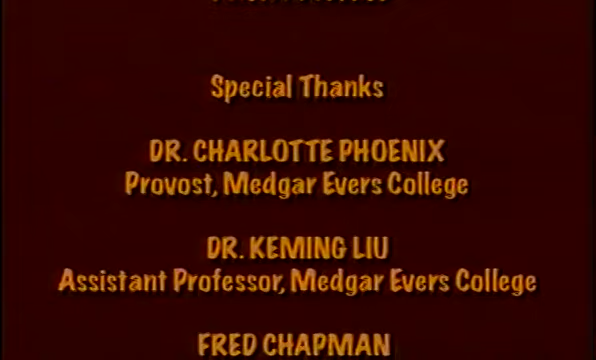 Special Thanks
DR. CHARLOTTE PHOENIX
Provost, Medgar Evers College
DR. KEMING LIU
Assistant Professor, Medgar Evers College
FRED CHAPMAN